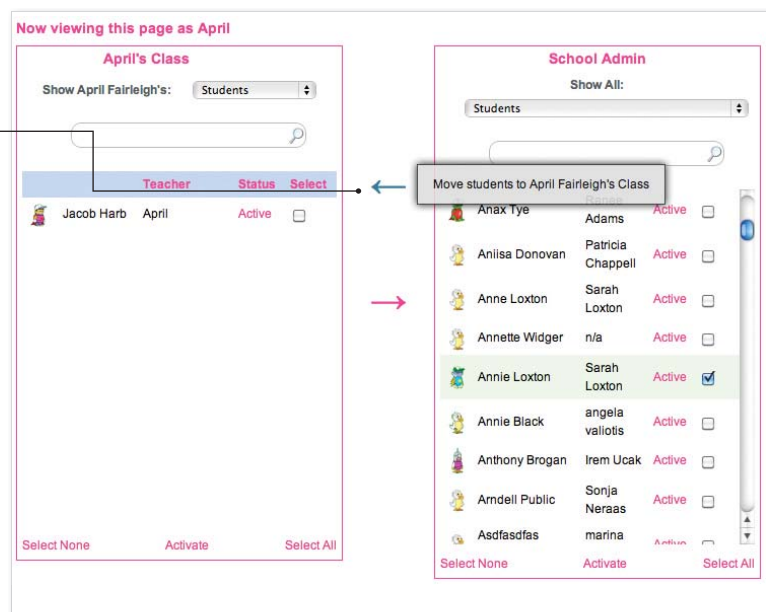 Now viewing this page as April
April's Class
Show April Fairleigh's: Students
Teacher Status Select
Jacob Harb April Active
Select None Activate Select All
School Admin
Show All:
Students
Move students to April Fairleigh's Class
Anax Tye Adams Active
Aniisa Donovan Patricia Chappell Active
Anne Loxton Sarah Loxton Active
Annette Widger n/a Active
Annie Loxton Sarah Loxton Active
Annie Black angela valiotis Active
Anthony Brogan Irem Ucak Active
Arndell Public Sonja Neraas Active
Asdfasdfas marina Active
Select None Activate Select All